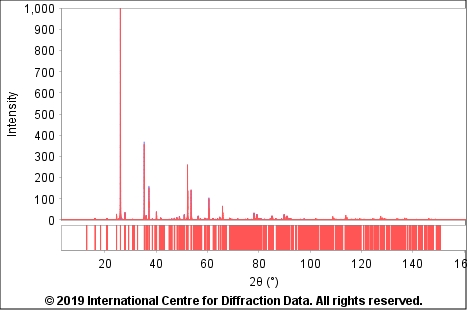 1,000
900
800
700
600
500
400
300
200
100
0
Intensity
20 40 60 80 100 120 140 16
2θ (°)
© 2019 International Centre for Diffraction Data. All rights reserved.